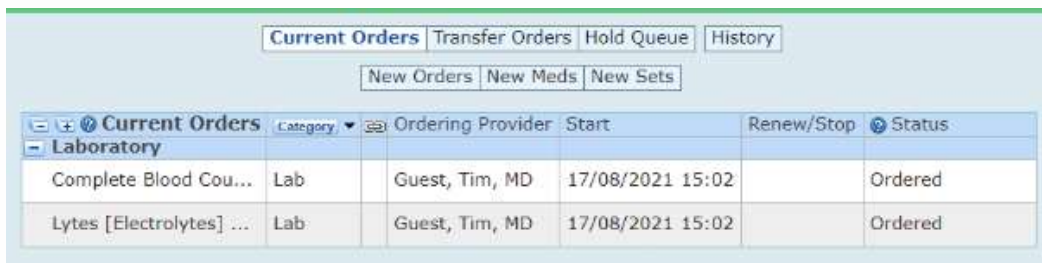 Current Orders Transfer Orders Hold Queue History
New Orders New Meds New Sets
Current Orders Category Ordering Provider Start Renew/Stop Status
Laboratory
Complete Blood Cou... Lab Guest, Tim, MD 17/08/2021 15:02 Ordered
Lytes [Electrolytes] ... Lab Guest, Tim, MD 17/08/2021 15:02 Ordered